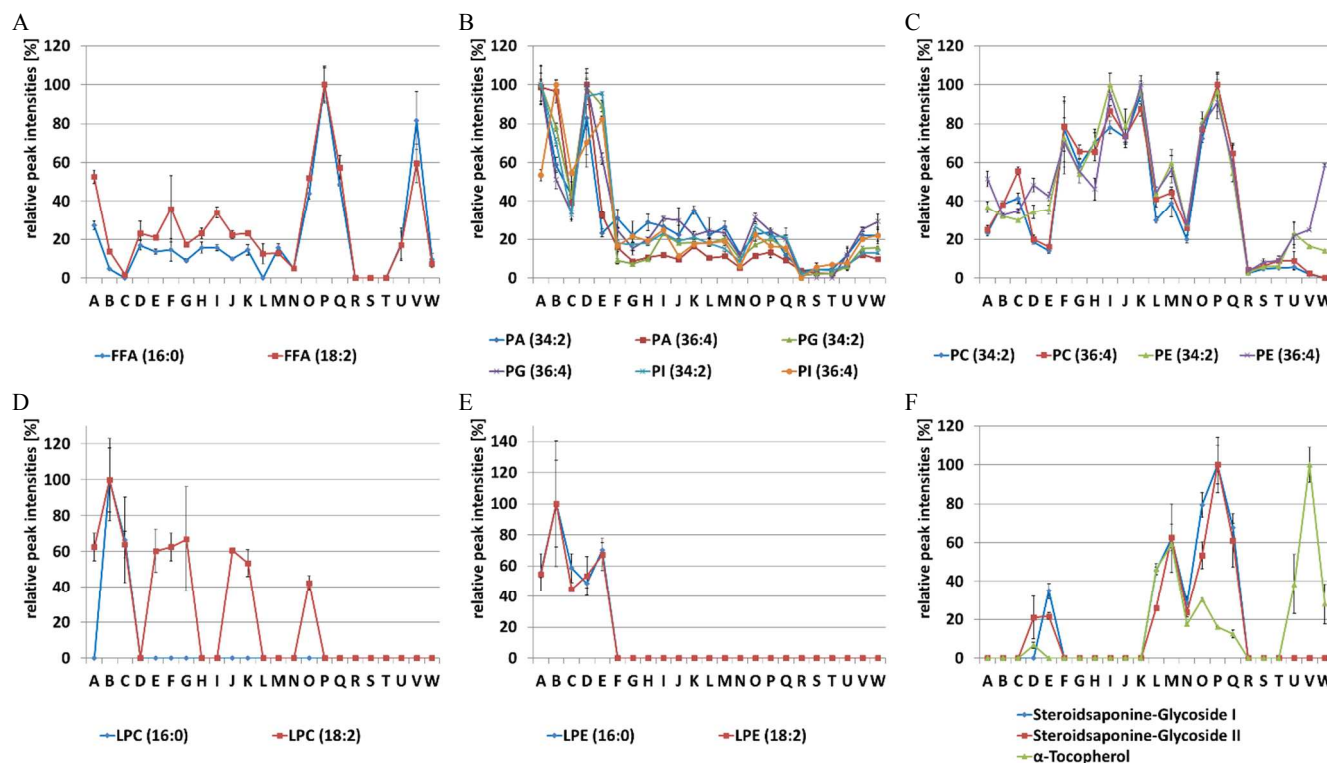 A
relative peak intensities [%]
120
100
80
60
40
20
0
A B C D E F G H I J K L M N O P Q R S T U V W
FFA (16:0) FFA (18:2)
B
relative peak intensities [%]
120
100
80
60
40
20
0
A B C D E F G H I J K L M N O P Q R S T U V W
PA (34:2) PA (36:4) PG (34:2)
PG (36:4) PI (34:2) PI (36:4)
C
relative peak intensities [%]
120
100
80
60
40
20
0
A B C D E F G H I J K L M N O P Q R S T U V W
PC (34:2) PC (36:4) PE (34:2) PE (36:4)
D
relative peak intensities [%]
120
100
80
60
40
20
0
A B C D E F G H I J K L M N O P Q R S T U V W
LPC (16:0) LPC (18:2)
E
relative peak intensities [%]
140
120
100
80
60
40
20
0
A B C D E F G H I J K L M N O P Q R S T U V W
LPE (16:0) LPE (18:2)
F
relative peak intensities [%]
120
100
80
60
40
20
0
A B C D E F G H I J K L M N O P Q R S T U V W
Steroidsaponine-Glycoside I
Steroidsaponine-Glycoside II
α-Tocopherol